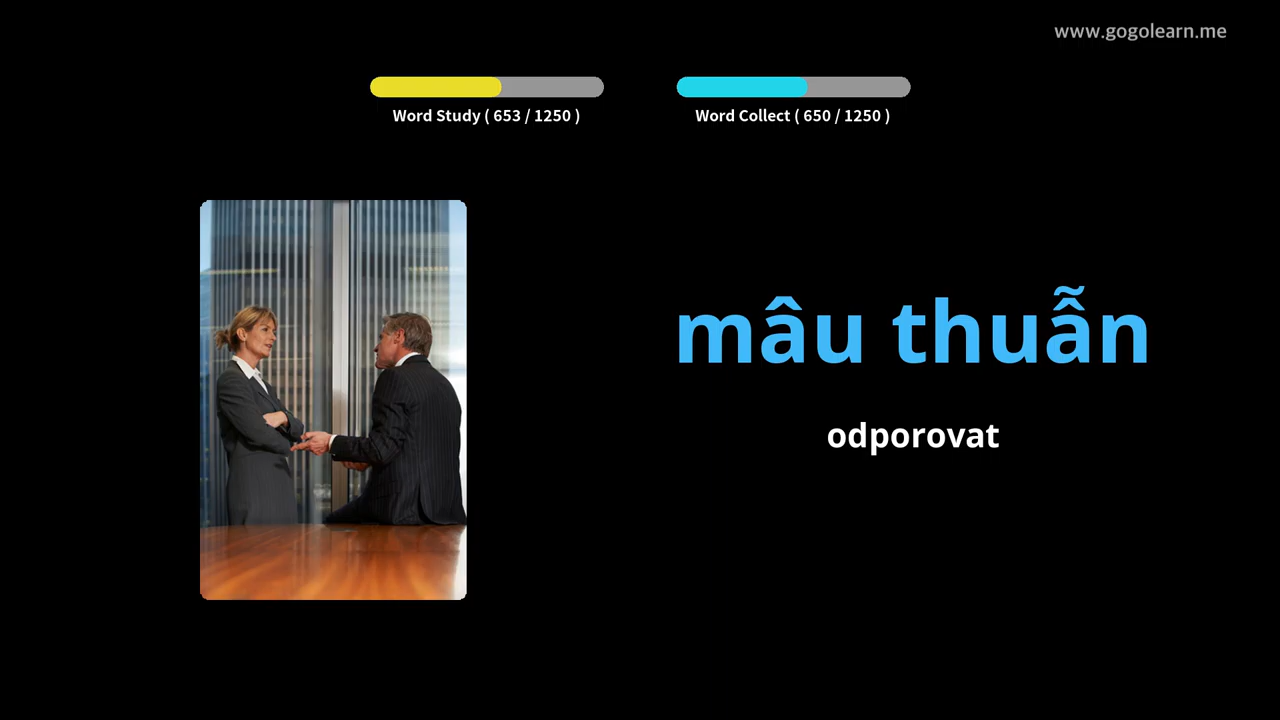 www.gogolearn.me
Word Study ( 653 / 1250 )
Word Collect ( 650 / 1250 )
mâu thuẫn
odporovat